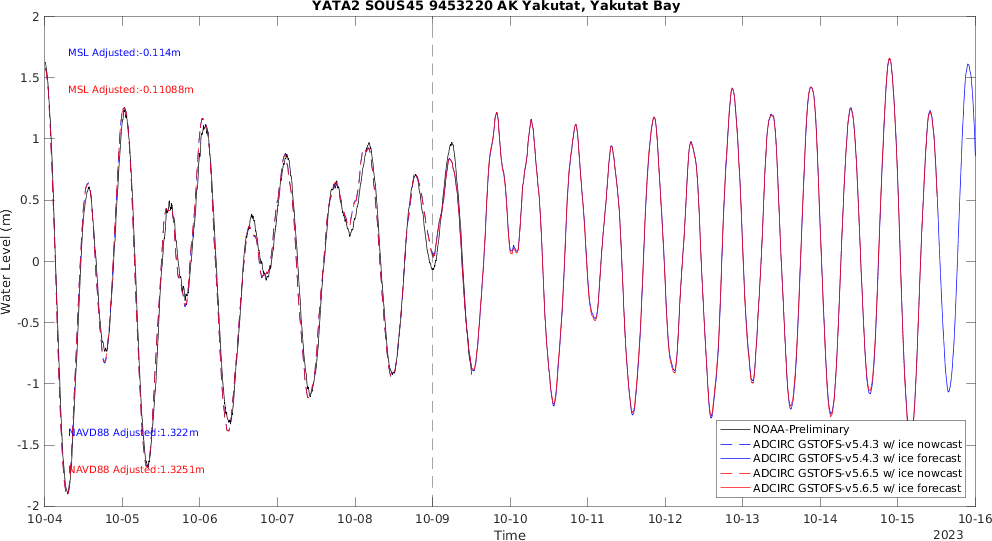 YATA2 SOUS45 9453220 AK Yakutat, Yakutat Bay
MSL Adjusted:-0.114m
MSL Adjusted:-0.11088m
NAVD88 Adjusted:1.322m
NAVD88 Adjusted:1.3251m
Water Level (m)
2
1.5
1
0.5
0
-0.5
-1
-1.5
-2
NOAA-Preliminary
ADCIRC GSTOFS-v5.4.3 w/ ice nowcast
ADCIRC GSTOFS-v5.4.3 w/ ice forecast
ADCIRC GSTOFS-v5.6.5 w/ ice nowcast
ADCIRC GSTOFS-v5.6.5 w/ ice forecast
10-04 10-05 10-06 10-07 10-08 10-09 10-10 10-11 10-12 10-13 10-14 10-15 10-16
Time
2023